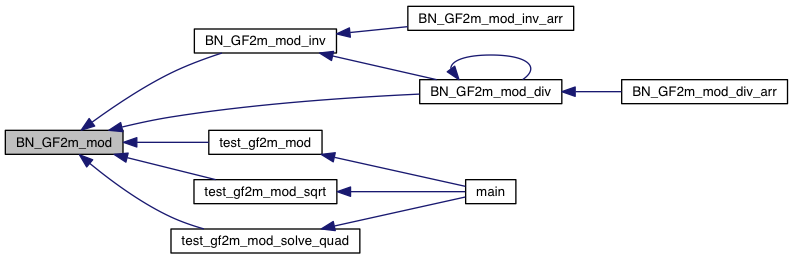 BN_GF2m_mod_inv_arr
BN_GF2m_mod_inv
BN_GF2m_mod_div
BN_GF2m_mod_div_arr
BN_GF2m_mod
test_gf2m_mod
test_gf2m_mod_sqrt
main
test_gf2m_mod_solve_quad